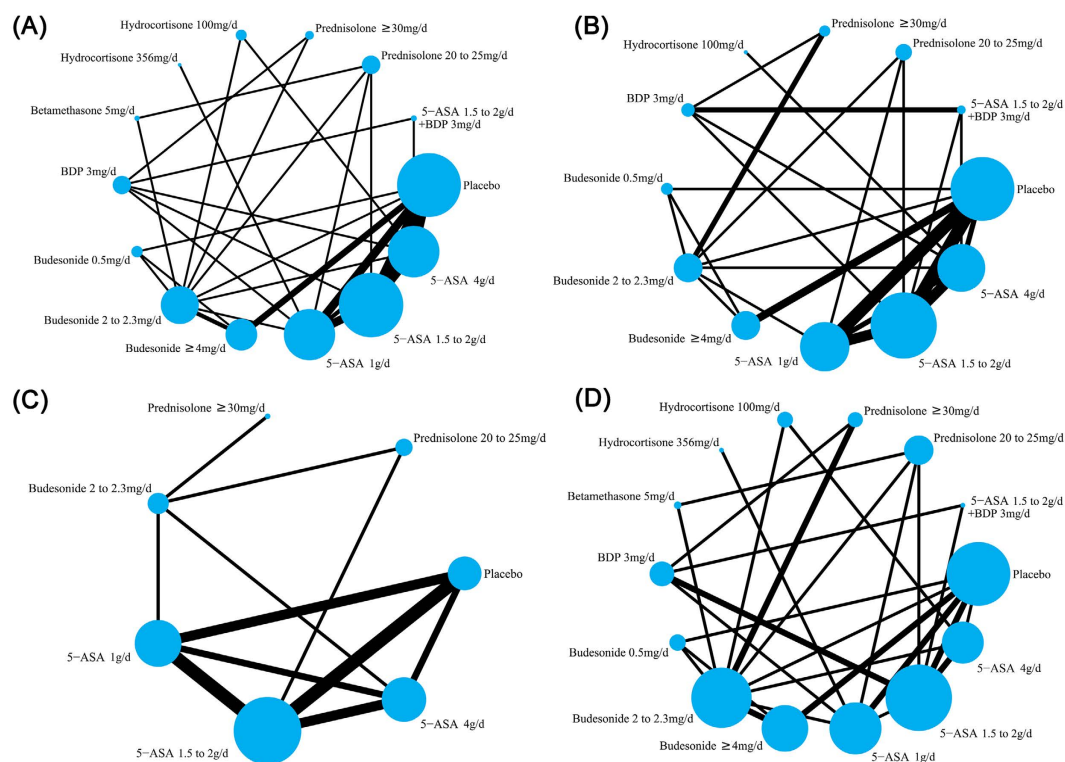 (A)
Hydrocortisone 100mg/d
Prednisolone ≥30mg/d
Hydrocortisone 356mg/d
Prednisolone 20 to 25mg/d
Betamethasone 5mg/d
5−ASA 1.5 to 2g/d
+BDP 3mg/d
BDP 3mg/d
Placebo
Budesonide 0.5mg/d
5−ASA 4g/d
Budesonide 2 to 2.3mg/d
5−ASA 1.5 to 2g/d
Budesonide ≥4mg/d
5−ASA 1g/d
(B)
Prednisolone ≥30mg/d
Hydrocortisone 100mg/d
Prednisolone 20 to 25mg/d
BDP 3mg/d
5−ASA 1.5 to 2g/d
+BDP 3mg/d
Budesonide 0.5mg/d
Placebo
Budesonide 2 to 2.3mg/d
5−ASA 4g/d
Budesonide ≥4mg/d
5−ASA 1.5 to 2g/d
5−ASA 1g/d
(C)
Prednisolone ≥30mg/d
Prednisolone 20 to 25mg/d
Budesonide 2 to 2.3mg/d
Placebo
5−ASA 1g/d
5−ASA 4g/d
5−ASA 1.5 to 2g/d
(D)
Hydrocortisone 100mg/d
Prednisolone ≥30mg/d
Hydrocortisone 356mg/d
Prednisolone 20 to 25mg/d
Betamethasone 5mg/d
5−ASA 1.5 to 2g/d
+BDP 3mg/d
BDP 3mg/d
Placebo
Budesonide 0.5mg/d
5−ASA 4g/d
Budesonide 2 to 2.3mg/d
5−ASA 1.5 to 2g/d
Budesonide ≥4mg/d
5−ASA 1g/d